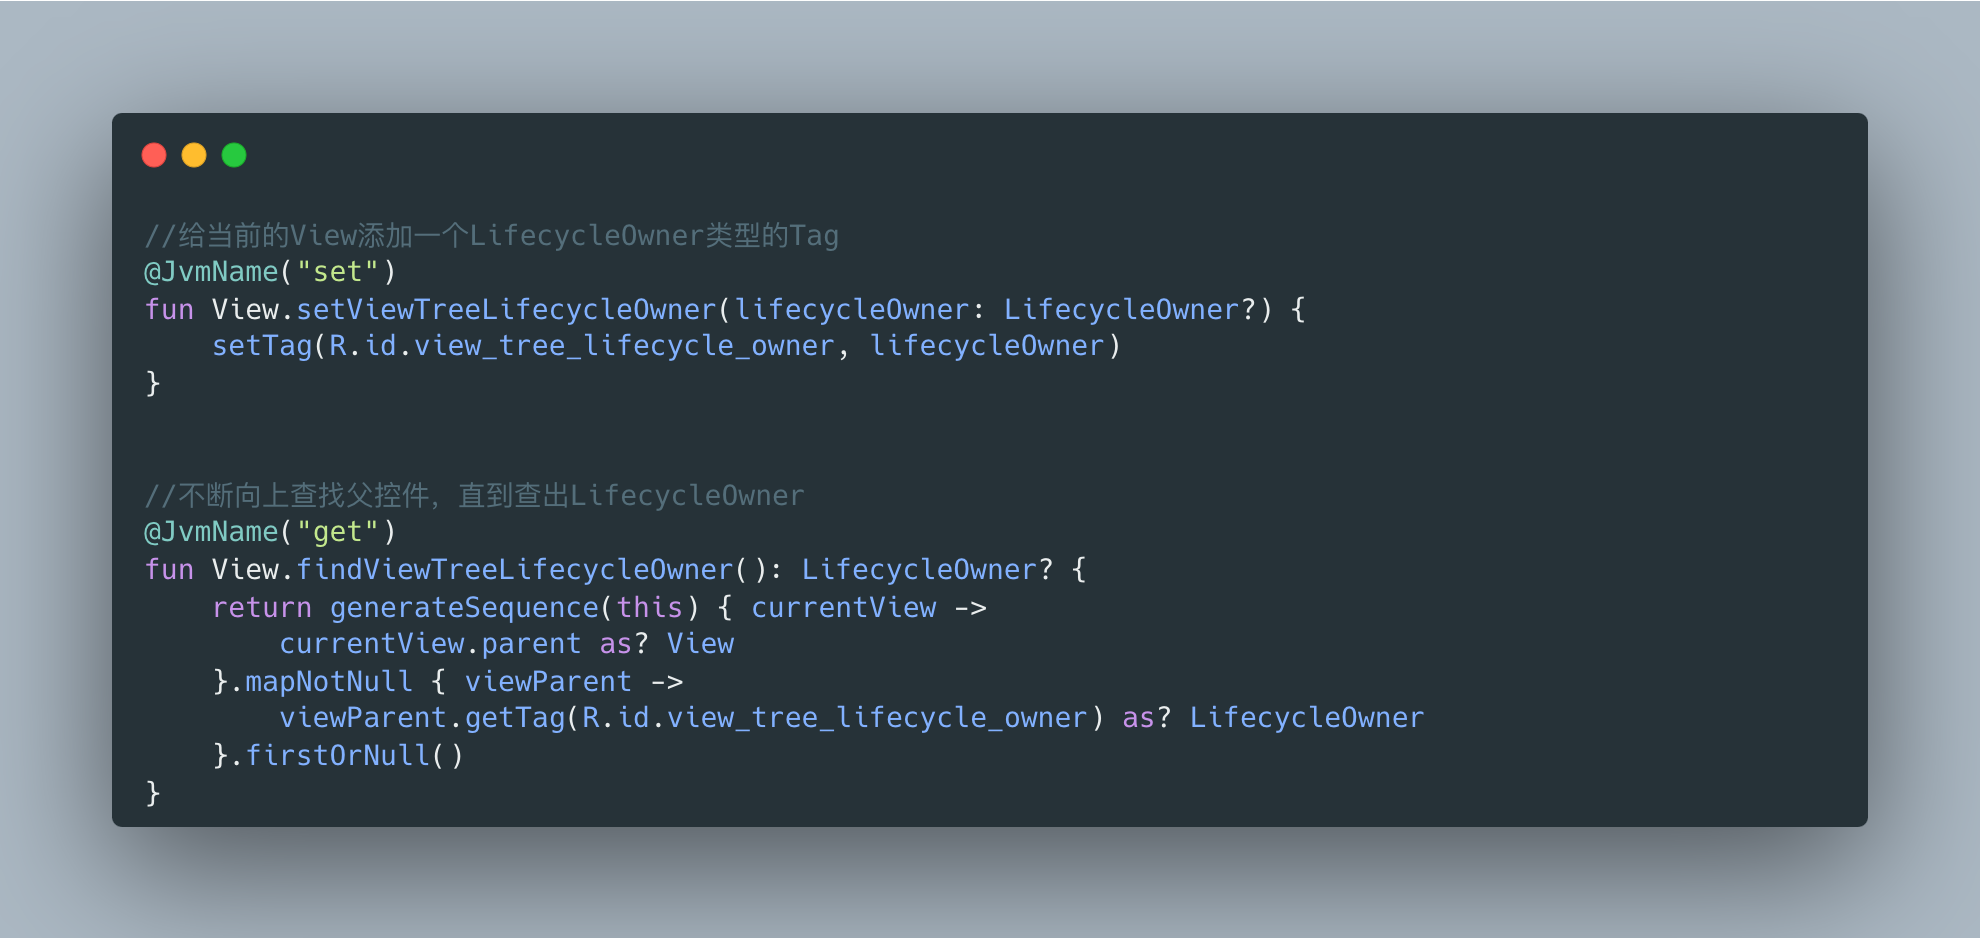 //给当前的View添加一个LifecycleOwner类型的Tag
@JvmName("set")
fun View.setViewTreeLifecycleOwner(lifecycleOwner: LifecycleOwner?) {
    setTag(R.id.view_tree_lifecycle_owner, lifecycleOwner)
}
//不断向上查找父控件，直到查出LifecycleOwner
@JvmName("get")
fun View.findViewTreeLifecycleOwner(): LifecycleOwner? {
    return generateSequence(this) { currentView ->
        currentView.parent as? View
    }.mapNotNull { viewParent ->
        viewParent.getTag(R.id.view_tree_lifecycle_owner) as? LifecycleOwner
    }.firstOrNull()
}